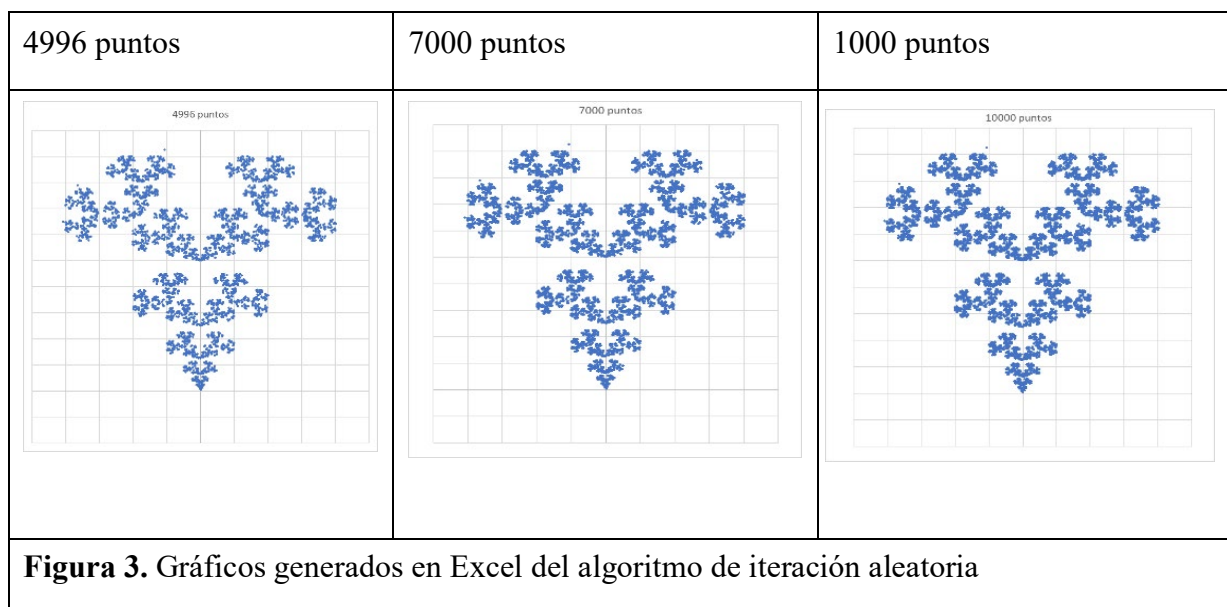 4996 puntos
7000 puntos
1000 puntos
4996 puntos
7000 puntos
10000 puntos
Figura 3. Gráficos generados en Excel del algoritmo de iteración aleatoria